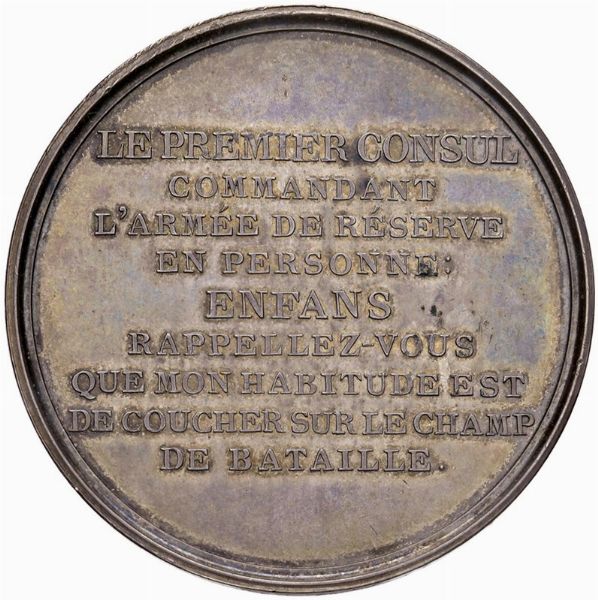 LE PREMIER CONSUL
COMMANDANT
L'ARMÉE DE RÉSERVE
EN PERSONNE:
ENFANS
RAPPELLEZ-VOUS
QUE MON HABITUDE EST
DE COUCHER SUR LE CHAMP
DE BATAILLE.